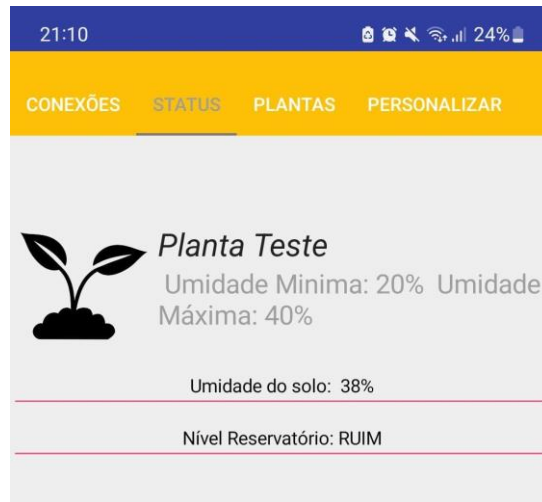 21:10 24%
CONEXÕES STATUS PLANTAS PERSONALIZAR
Planta Teste
Umidade Minima: 20% Umidade
Máxima: 40%
Umidade do solo: 38%
Nível Reservatório: RUIM